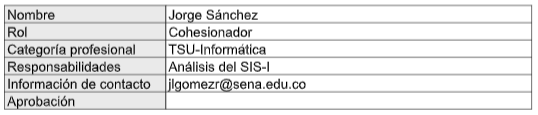 Nombre Jorge Sánchez
Rol Cohesionador
Categoría profesional TSU-Informática
Responsabilidades Análisis del SIS-I
Información de contacto jlgomezr@sena.edu.co
Aprobación